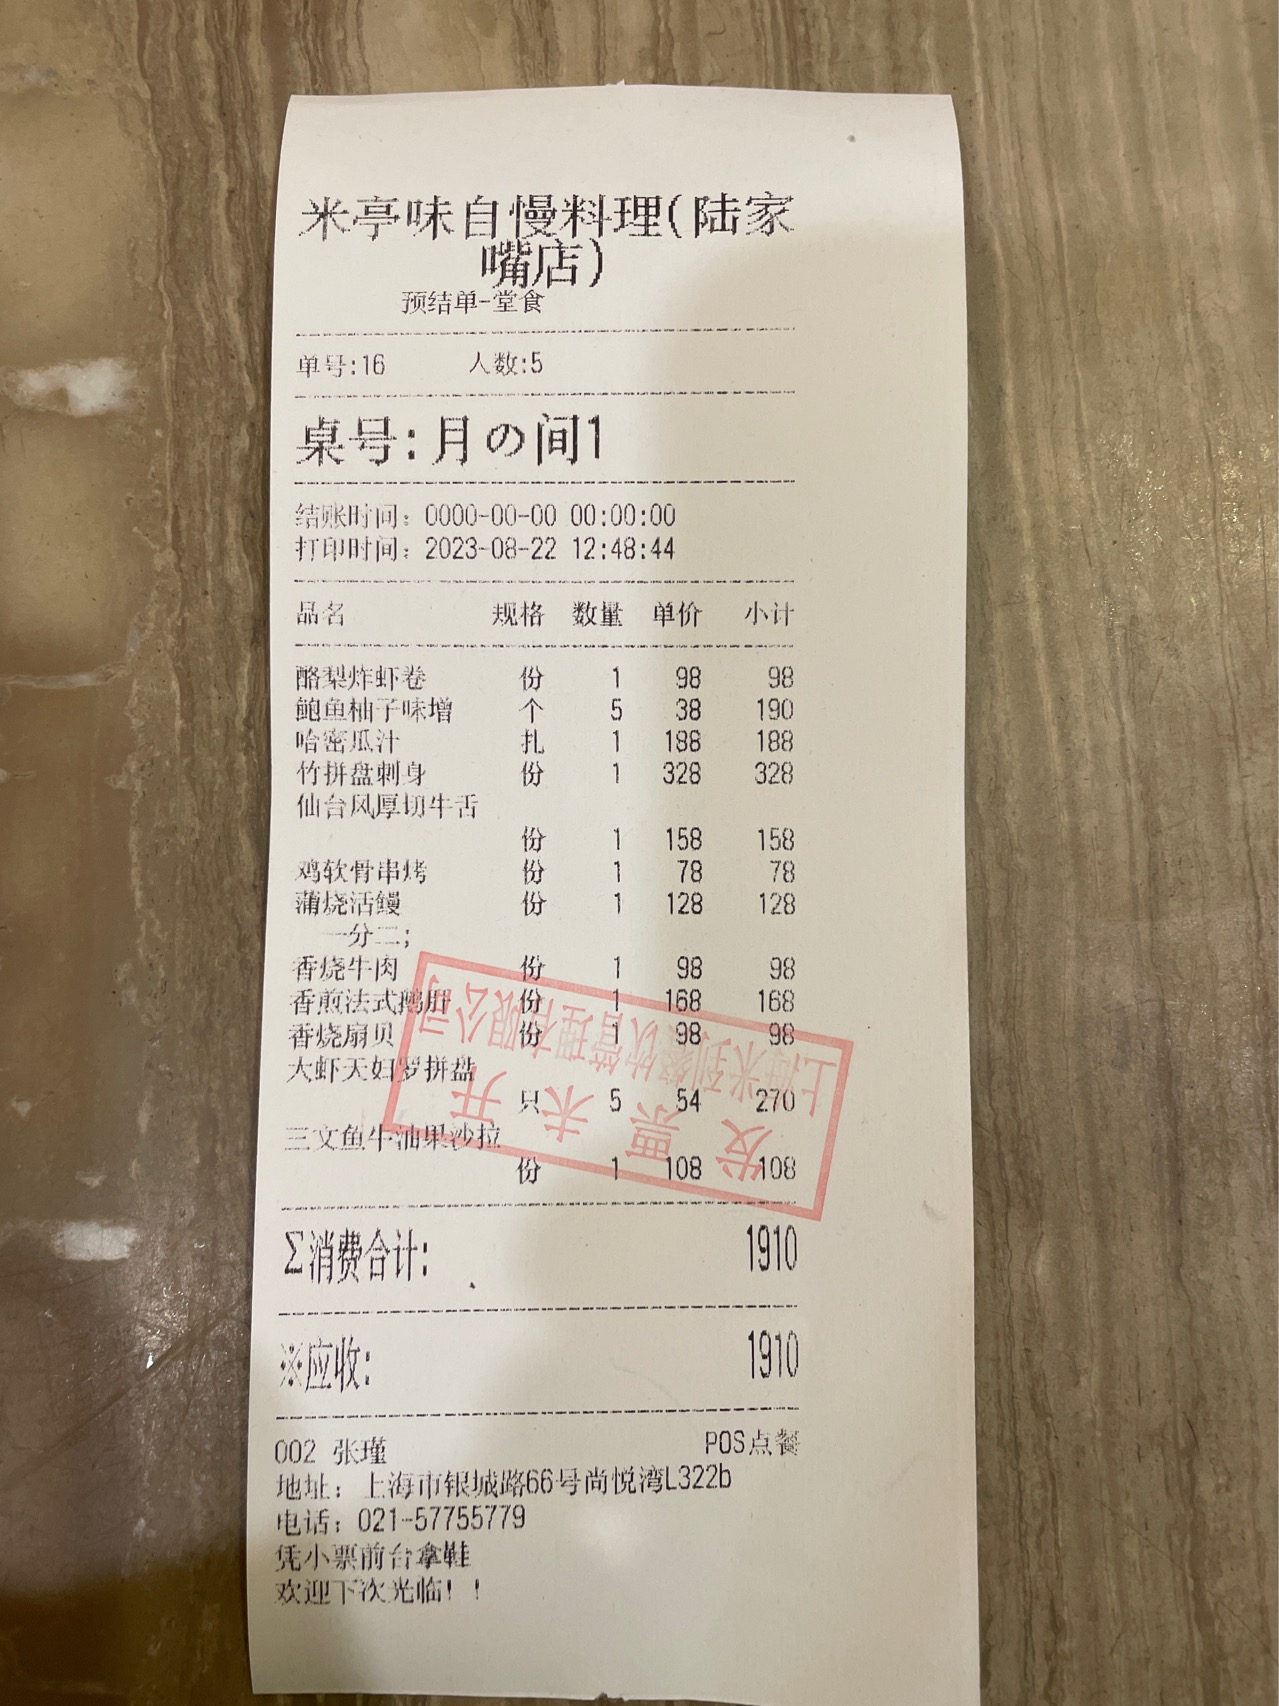 米亭味自慢料理(陆家
嘴店)
预结单-堂食
单号:16 人数:5
桌号:月の间1
结账时间: 0000-00-00 00:00:00
打印时间: 2023-08-22 12:48:44
品名 规格 数量 单价 小计
酪梨炸虾卷 份 1 98 98
鲍鱼柚子味增 个 5 38 190
哈密瓜汁 扎 1 188 188
竹拼盘刺身 份 1 328 328
仙台风厚切牛舌
份 1 158 158
鸡软骨串烤 份 1 78 78
蒲烧活鳗 份 1 128 128
一分二;
香烧牛肉 份 1 98 98
香煎法式鹅肝 份 1 168 168
香烧扇贝 份 1 98 98
大虾天妇罗拼盘
只 5 54 270
三文鱼牛油果沙拉
份 1 108 108
上海米到餐饮管理有限公司
发票未开
Σ消费合计: 1910
※应收: 1910
002 张瑾 POS点餐
地址: 上海市银城路66号尚悦湾L322b
电话: 021-57755779
凭小票前台拿鞋
欢迎下次光临!!